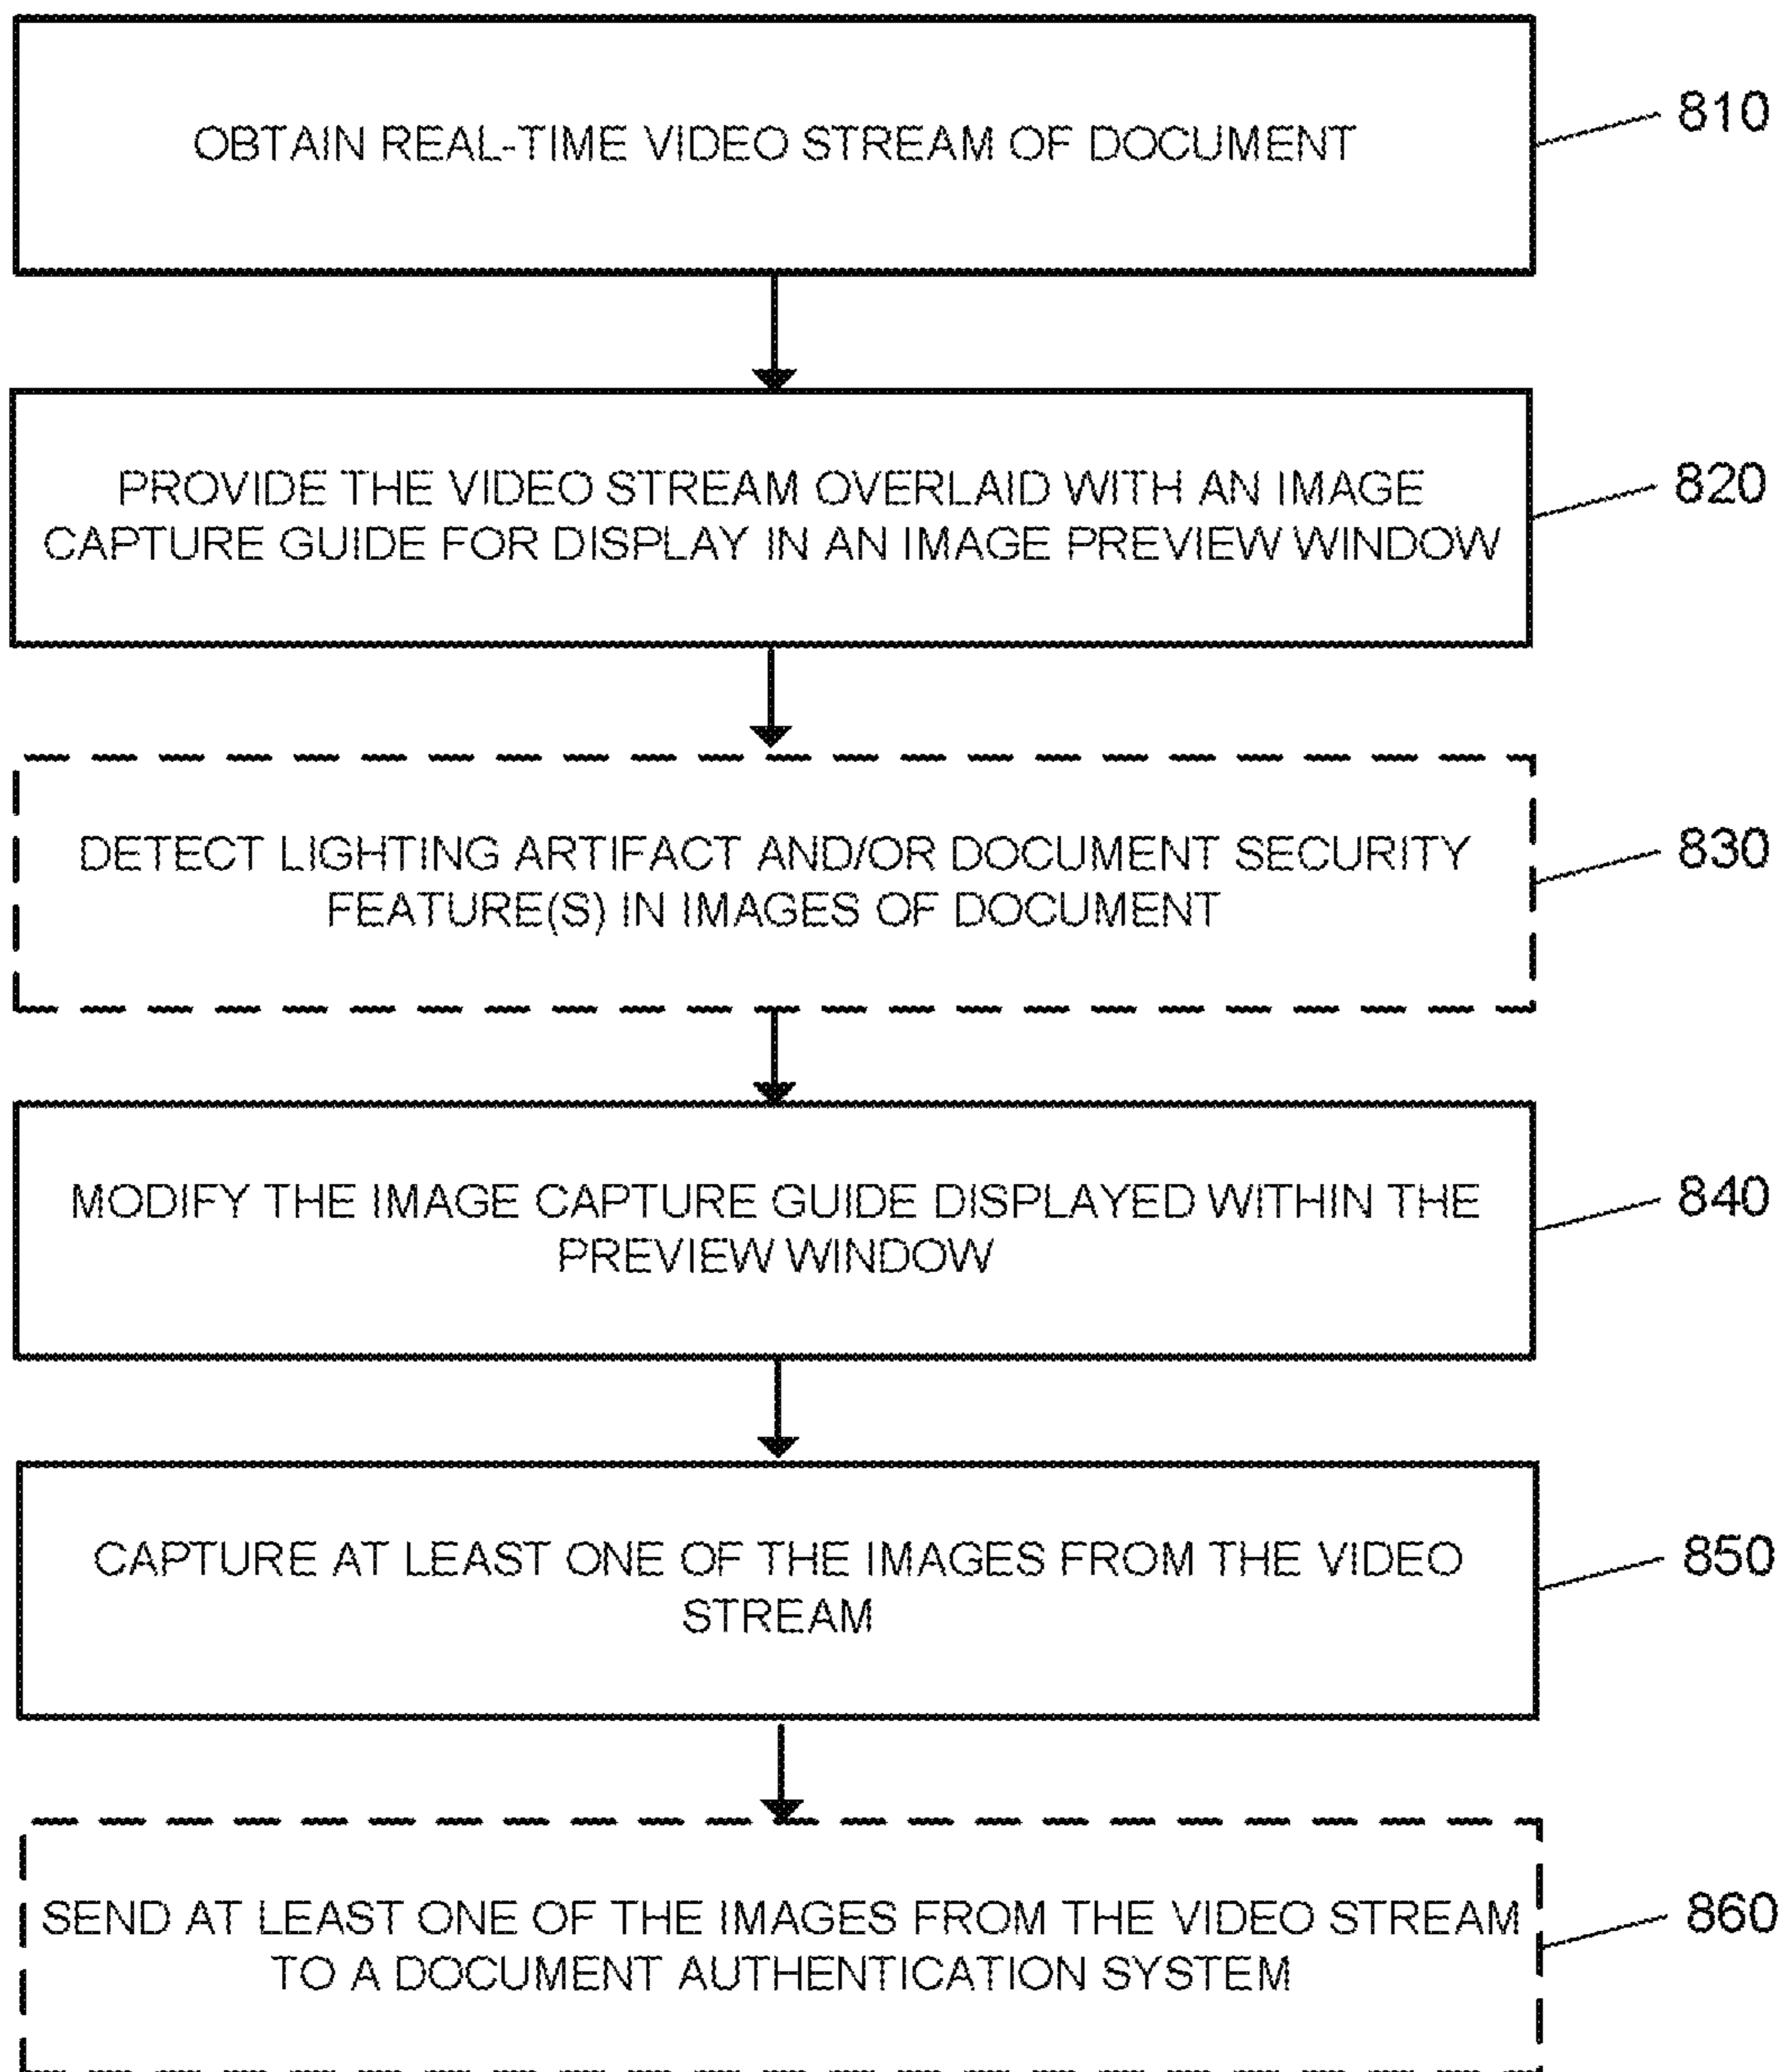 OBTAIN REAL-TIME VIDEO STREAM OF DOCUMENT
810
PROVIDE THE VIDEO STREAM OVERLAID WITH AN IMAGE
CAPTURE GUIDE FOR DISPLAY IN AN IMAGE PREVIEW WINDOW
820
DETECT LIGHTING ARTIFACT AND/OR DOCUMENT SECURITY
FEATURE(S) IN IMAGES OF DOCUMENT
830
MODIFY THE IMAGE CAPTURE GUIDE DISPLAYED WITHIN THE
PREVIEW WINDOW
840
CAPTURE AT LEAST ONE OF THE IMAGES FROM THE VIDEO
STREAM
850
SEND AT LEAST ONE OF THE IMAGES FROM THE VIDEO STREAM
TO A DOCUMENT AUTHENTICATION SYSTEM
860